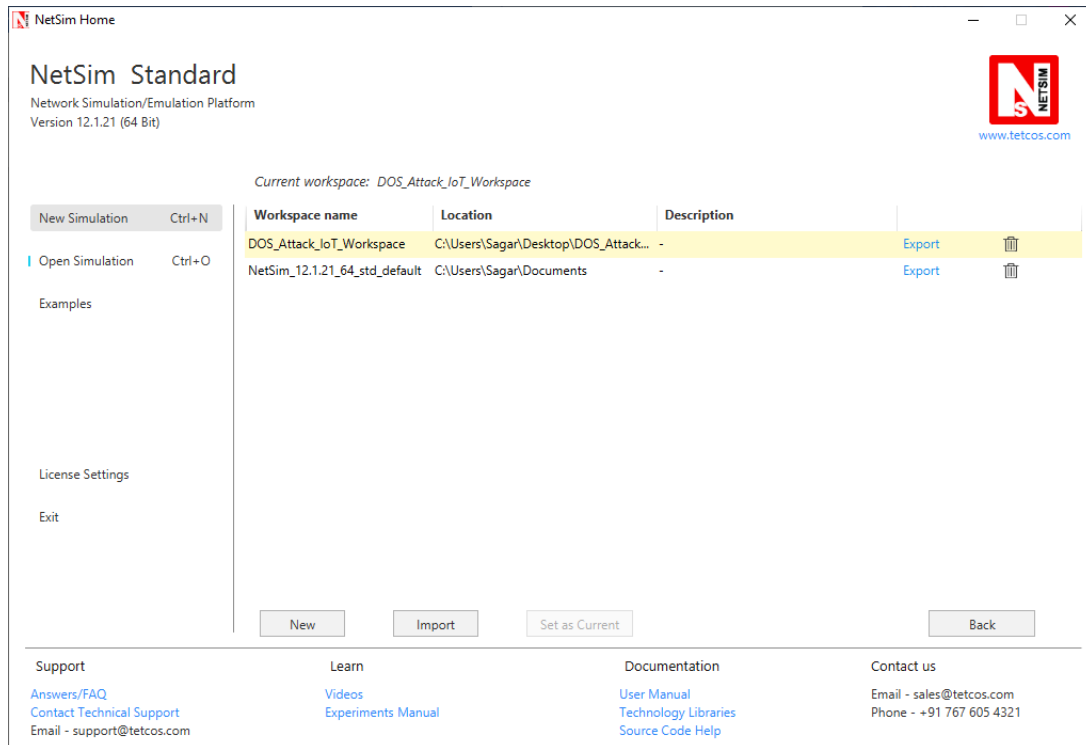 NetSim Home
NetSim Standard
Network Simulation/Emulation Platform
Version 12.1.21 (64 Bit)
NS NETSIM
www.tetcos.com
Current workspace: DOS_Attack_IoT_Workspace
New Simulation Ctrl+N
Open Simulation Ctrl+O
Examples
License Settings
Exit
Workspace name Location Description
DOS_Attack_IoT_Workspace C:\Users\Sagar\Desktop\DOS_Attack... - Export
NetSim_12.1.21_64_std_default C:\Users\Sagar\Documents - Export
New Import Set as Current Back
Support Learn Documentation Contact us
Answers/FAQ Videos User Manual Email - sales@tetcos.com
Contact Technical Support Experiments Manual Technology Libraries Phone - +91 767 605 4321
Email - support@tetcos.com Source Code Help